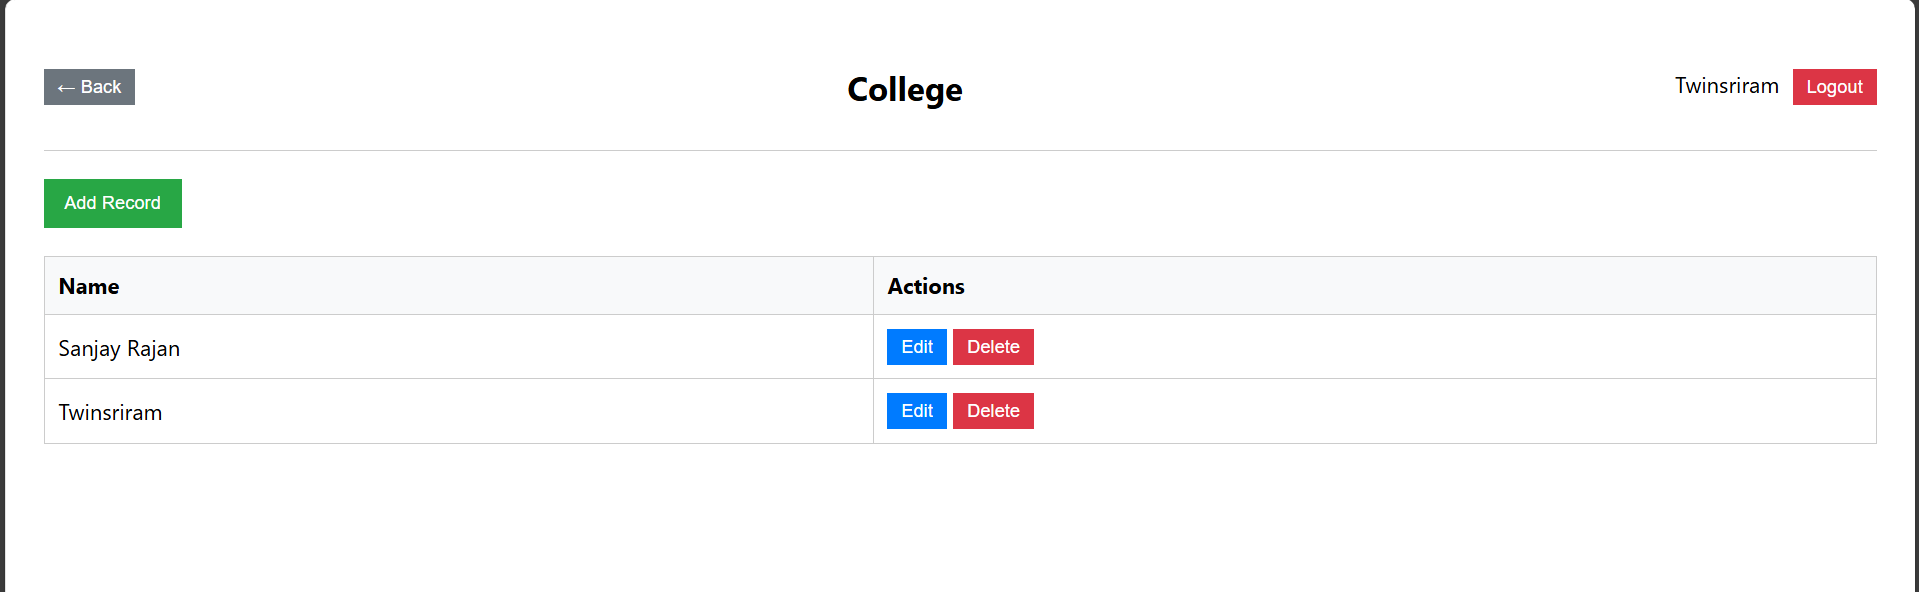 ← Back College Twinsriram Logout
Add Record
Name Actions
Sanjay Rajan Edit Delete
Twinsriram Edit Delete